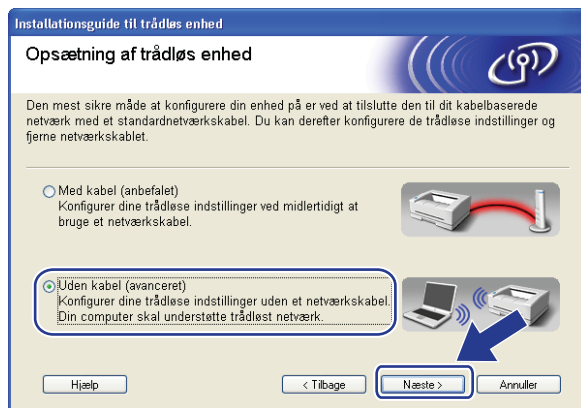 Installationsguide til trådløs enhed
Opsætning af trådløs enhed
Den mest sikre måde at konfigurere din enhed på er ved at tilslutte den til dit kabelbaserede
netværk med et standardnetværkskabel. Du kan derefter konfigurere de trådløse indstillinger og
fjerne netværkskablet.
Med kabel (anbefalet)
Konfigurer dine trådløse indstillinger ved midlertidigt at
bruge et netværkskabel.
Uden kabel (avanceret)
Konfigurer dine trådløse indstillinger uden et netværkskabel.
Din computer skal understøtte trådløst netværk.
Hjælp
< Tilbage
Næste >
Annuller